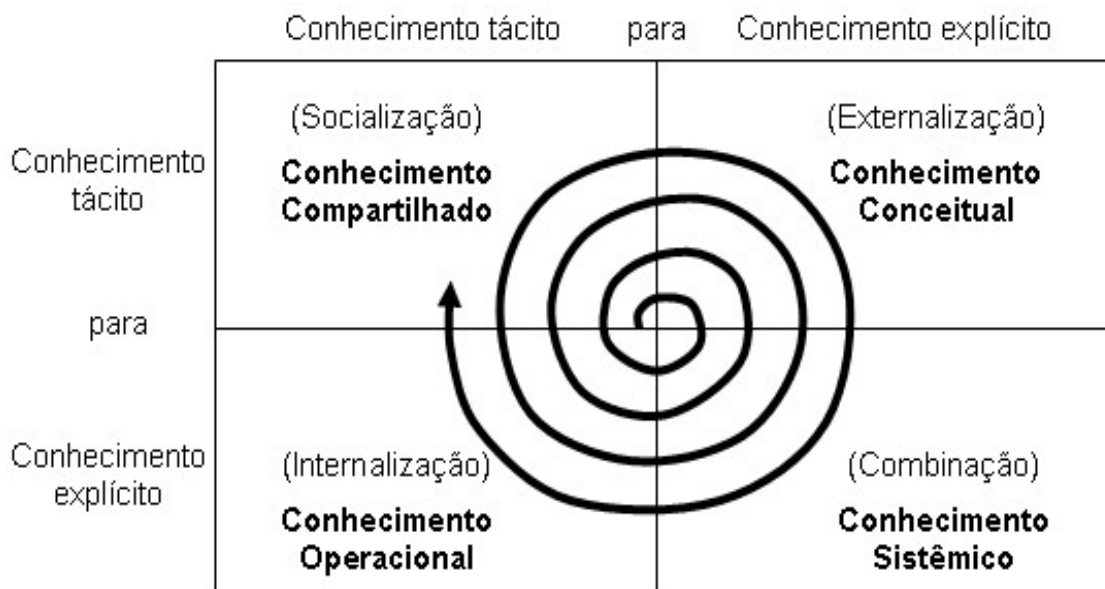 Conhecimento tácito para Conhecimento explícito
(Socialização)
Conhecimento
Compartilhado
(Externalização)
Conhecimento
Conceitual
Conhecimento
tácito
para
Conhecimento
explícito
(Internalização)
Conhecimento
Operacional
(Combinação)
Conhecimento
Sistêmico